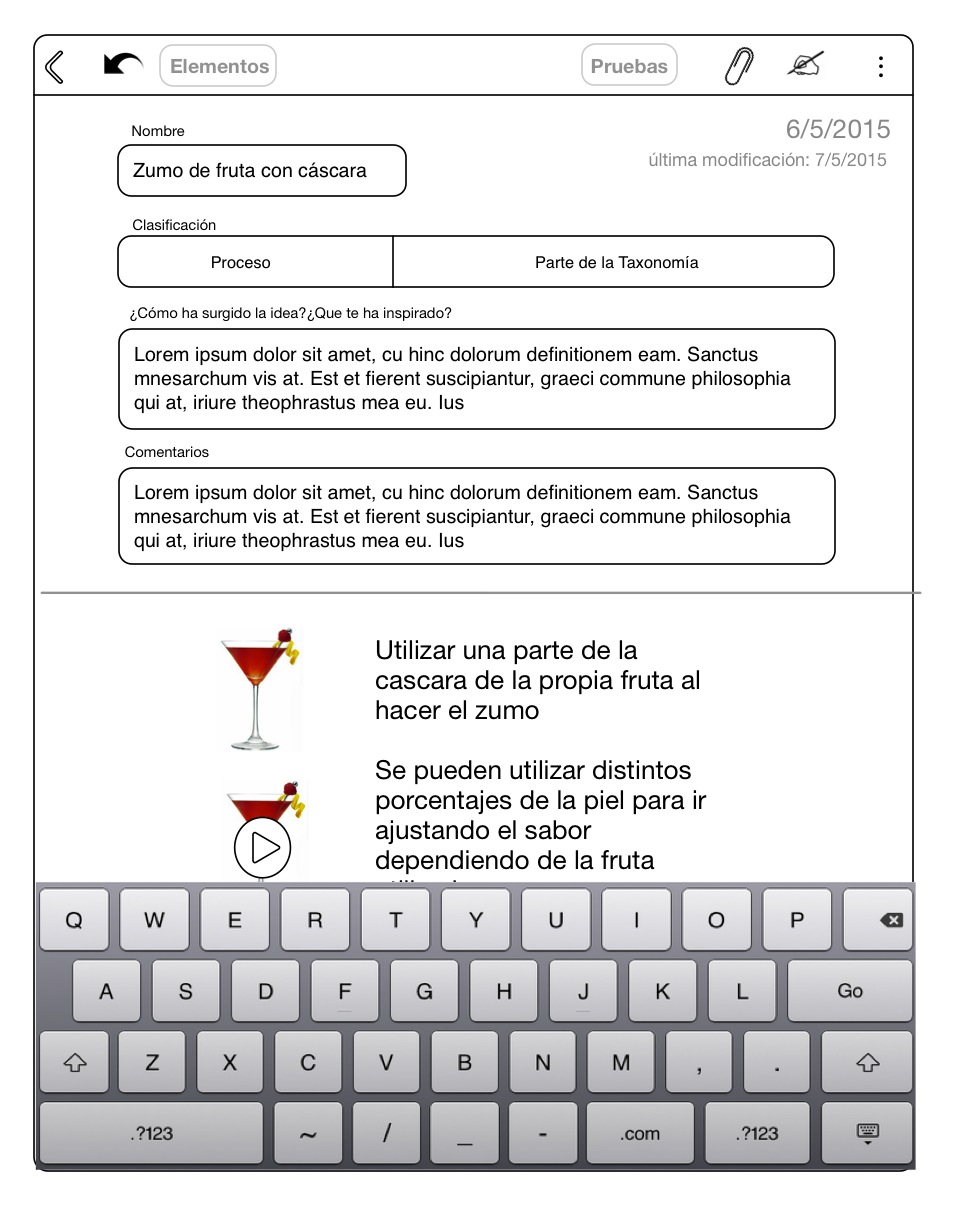 Elementos
Pruebas
6/5/2015
última modificación: 7/5/2015
Nombre
Zumo de fruta con cáscara
Clasificación
Proceso
Parte de la Taxonomía
¿Cómo ha surgido la idea?¿Que te ha inspirado?
Lorem ipsum dolor sit amet, cu hinc dolorum definitionem eam. Sanctus
mnesarchum vis at. Est et fierent suscipiantur, graeci commune philosophia
qui at, iriure theophrastus mea eu. Ius
Comentarios
Lorem ipsum dolor sit amet, cu hinc dolorum definitionem eam. Sanctus
mnesarchum vis at. Est et fierent suscipiantur, graeci commune philosophia
qui at, iriure theophrastus mea eu. Ius
Utilizar una parte de la
cascara de la propia fruta al
hacer el zumo
Se pueden utilizar distintos
porcentajes de la piel para ir
ajustando el sabor
dependiendo de la fruta
Q W E R T Y U I O P
A S D F G H J K L Go
Z X C V B N M , .
.?123 ~ / _ - .com .?123